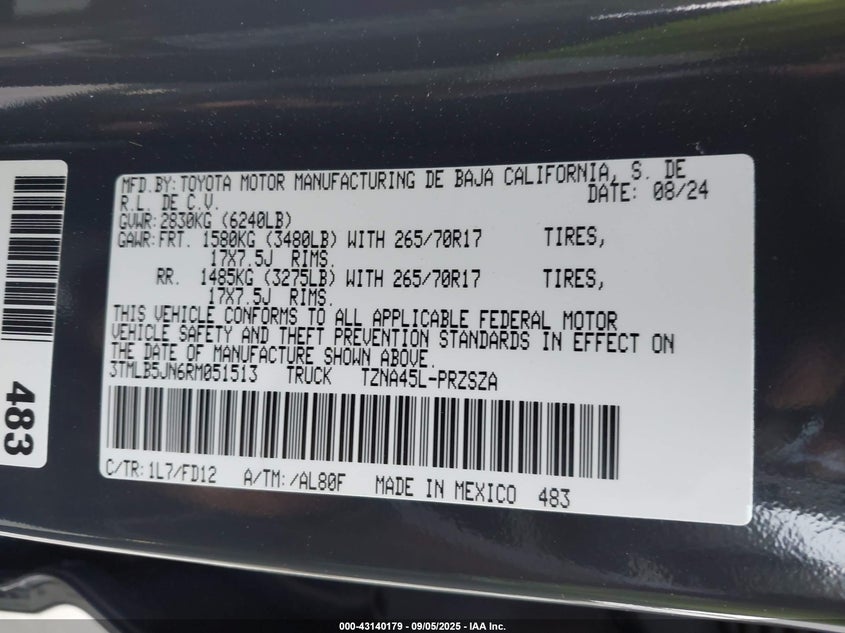 MFD.BY: TOYOTA MOTOR MANUFACTURING DE BAJA CALIFORNIA, S. DE
R.L. DE C.V. DATE: 08/24
GVWR: 2830KG (6240LB)
GAWR: FRT. 1580KG (3480LB) WITH 265/70R17 TIRES,
17X7.5J RIMS.
RR. 1485KG (3275LB) WITH 265/70R17 TIRES,
17X7.5J RIMS.
THIS VEHICLE CONFORMS TO ALL APPLICABLE FEDERAL MOTOR
VEHICLE SAFETY AND THEFT PREVENTION STANDARDS IN EFFECT ON
THE DATE OF MANUFACTURE SHOWN ABOVE.
3TMLB5JN6RM051513 TRUCK TZNA45L-PRZSZA
C/TR: 1L7/FD12 A/TM: /AL80F MADE IN MEXICO 483
483
000-43140179 - 09/05/2025 - IAA Inc.